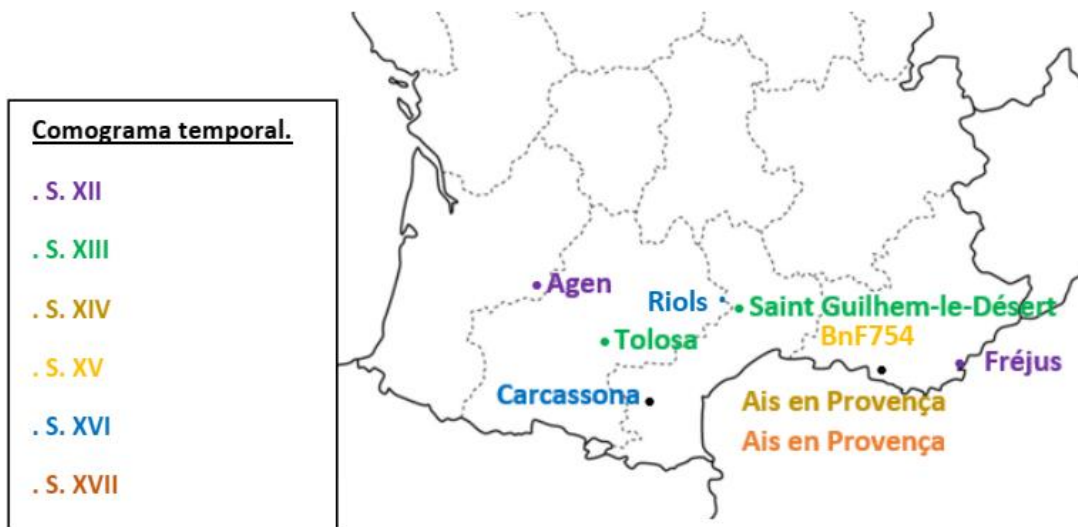 Comograma temporal.
. S. XII
. S. XIII
. S. XIV
. S. XV
. S. XVI
. S. XVII
Agen
Riols
Saint Guilhem-le-Désert
BnF754
Tolosa
Fréjus
Carcassona
Ais en Provença
Ais en Provença